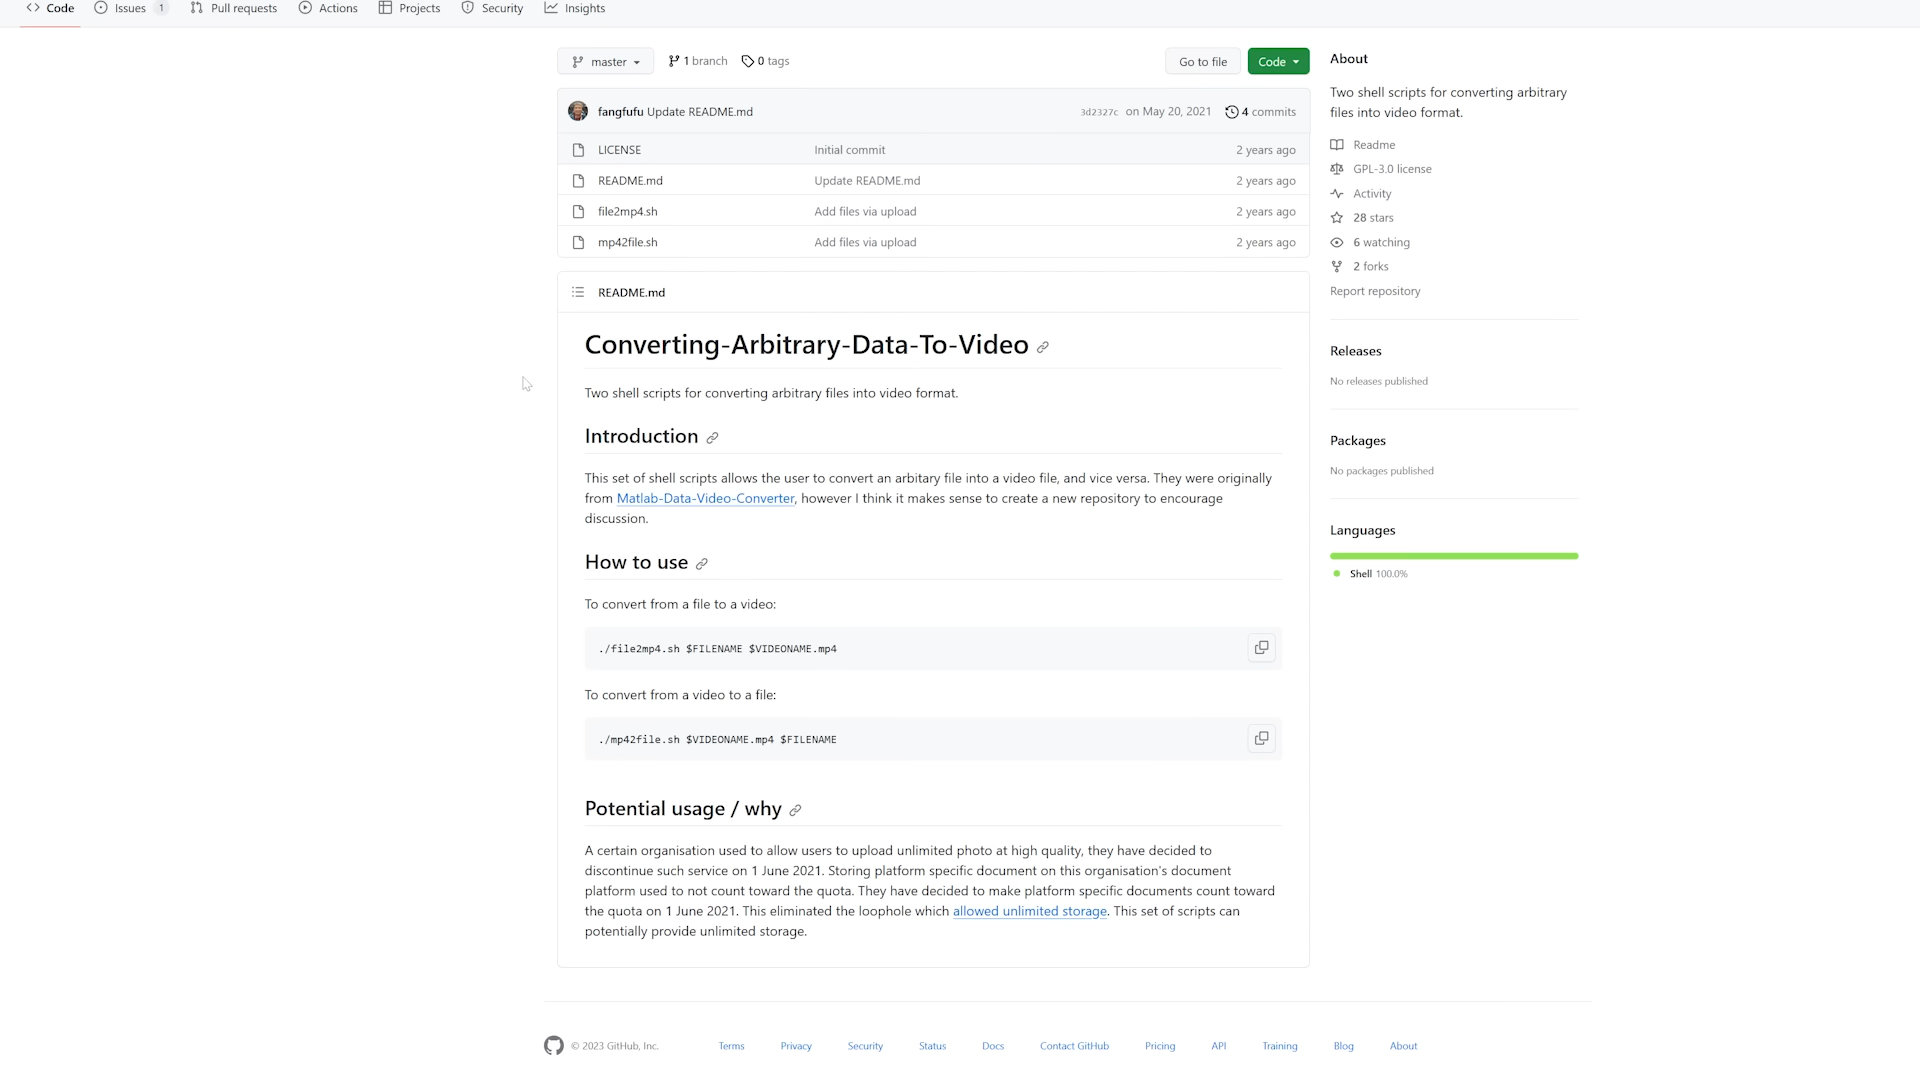 Code Issues 1 Pull requests Actions Projects Security Insights
master 1 branch 0 tags Go to file Code
fangfufu Update README.md 3d2327c on May 20, 2021 4 commits
LICENSE Initial commit 2 years ago
README.md Update README.md 2 years ago
file2mp4.sh Add files via upload 2 years ago
mp42file.sh Add files via upload 2 years ago
README.md
Converting-Arbitrary-Data-To-Video
Two shell scripts for converting arbitrary files into video format.
Introduction
This set of shell scripts allows the user to convert an arbitary file into a video file, and vice versa. They were originally
from Matlab-Data-Video-Converter, however I think it makes sense to create a new repository to encourage
discussion.
How to use
To convert from a file to a video:
./file2mp4.sh $FILENAME $VIDEONAME.mp4
To convert from a video to a file:
./mp42file.sh $VIDEONAME.mp4 $FILENAME
Potential usage / why
A certain organisation used to allow users to upload unlimited photo at high quality, they have decided to
discontinue such service on 1 June 2021. Storing platform specific document on this organisation's document
platform used to not count toward the quota. They have decided to make platform specific documents count toward
the quota on 1 June 2021. This eliminated the loophole which allowed unlimited storage. This set of scripts can
potentially provide unlimited storage.
About
Two shell scripts for converting arbitrary
files into video format.
Readme
GPL-3.0 license
Activity
28 stars
6 watching
2 forks
Report repository
Releases
No releases published
Packages
No packages published
Languages
Shell 100.0%
© 2023 GitHub, Inc. Terms Privacy Security Status Docs Contact GitHub Pricing API Training Blog About